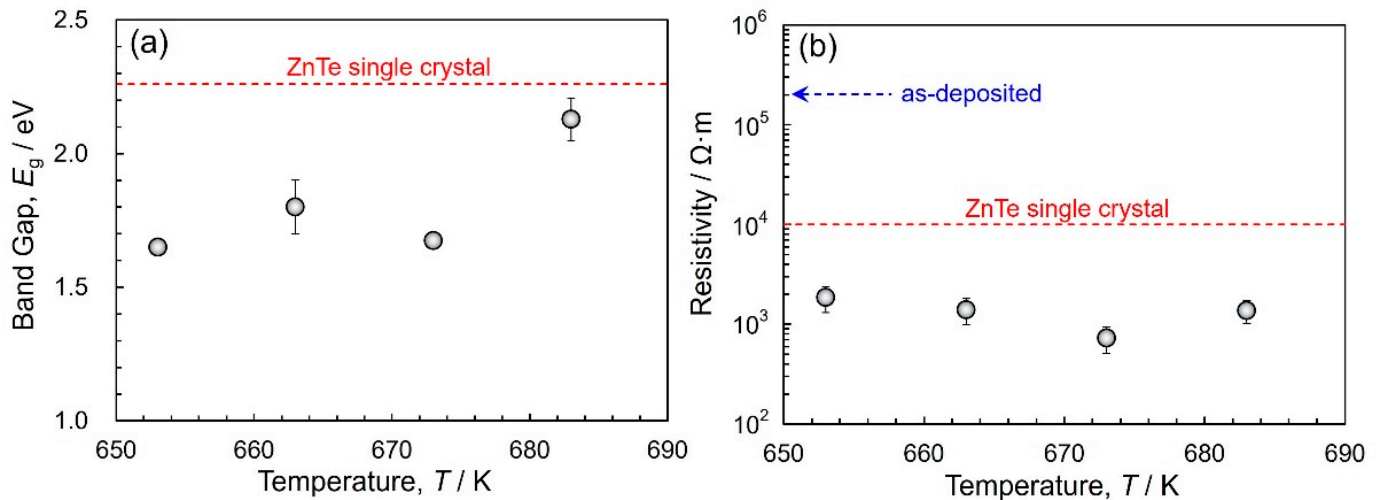 (a)
ZnTe single crystal
Band Gap, E_g / eV
2.5
2.0
1.5
1.0
650
660
670
680
690
Temperature, T / K
(b)
as-deposited
ZnTe single crystal
Resistivity / Ω·m
10⁶
10⁵
10⁴
10³
10²
650
660
670
680
690
Temperature, T / K